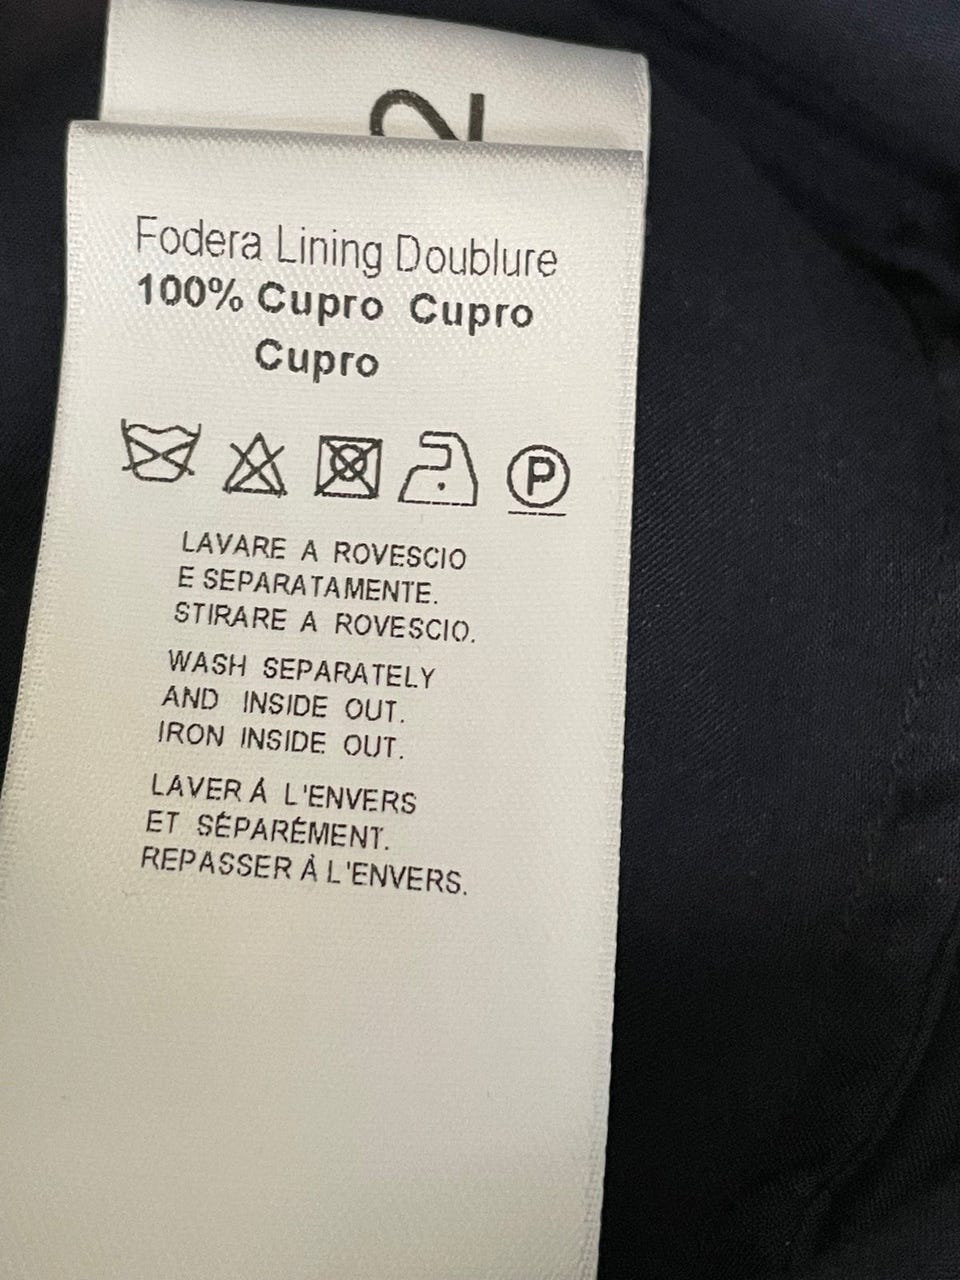 Fodera Lining Doublure
100% Cupro Cupro
Cupro
P
LAVARE A ROVESCIO
E SEPARATAMENTE.
STIRARE A ROVESCIO.
WASH SEPARATELY
AND INSIDE OUT.
IRON INSIDE OUT.
LAVER Á L'ENVERS
ET SÉPARÉMENT.
REPASSER À L'ENVERS.